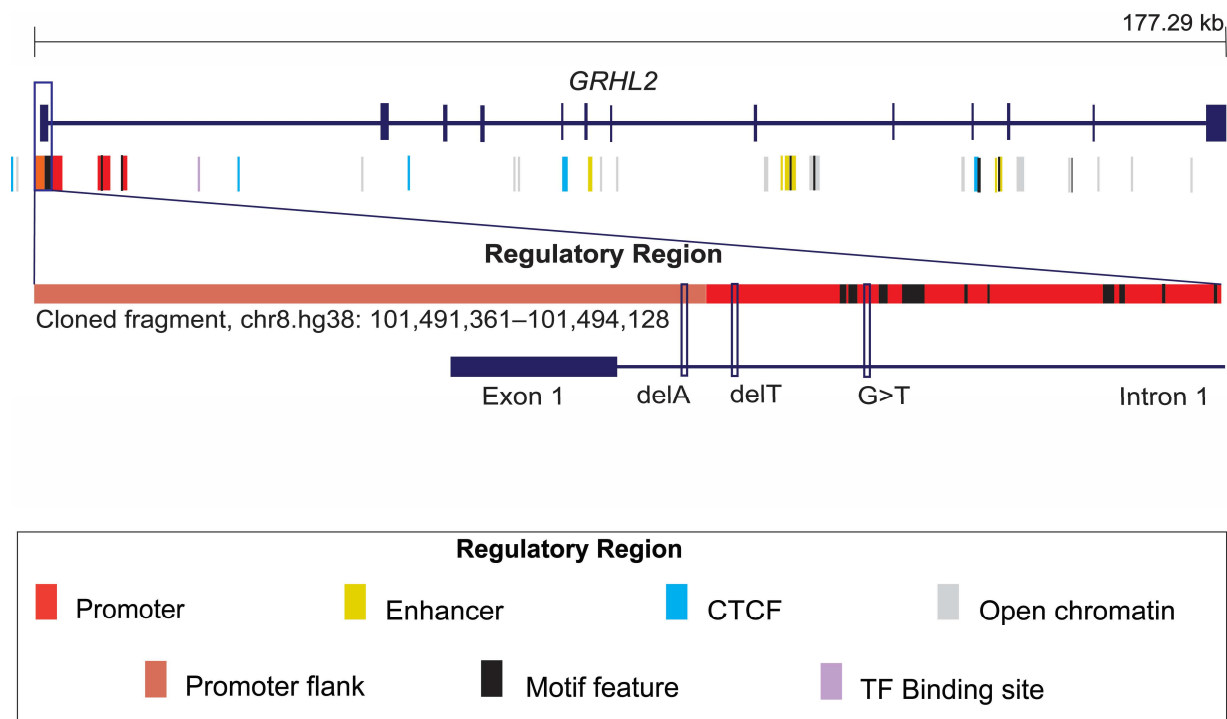 177.29 kb
GRHL2
Regulatory Region
Cloned fragment, chr8.hg38: 101,491,361–101,494,128
Exon 1 delA delT G>T Intron 1
Regulatory Region
Promoter Enhancer CTCF Open chromatin
Promoter flank Motif feature TF Binding site